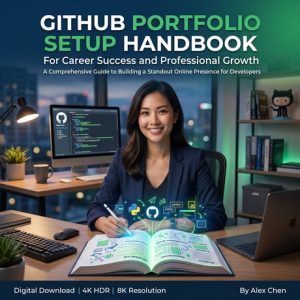 GITHUB PORTFOLIO
SETUP HANDBOOK
For Career Success and Professional Growth
A Comprehensive Guide to Building a Standout Online Presence for Developers
Digital Download | 4K HDR | 8K Resolution
By Alex Chen